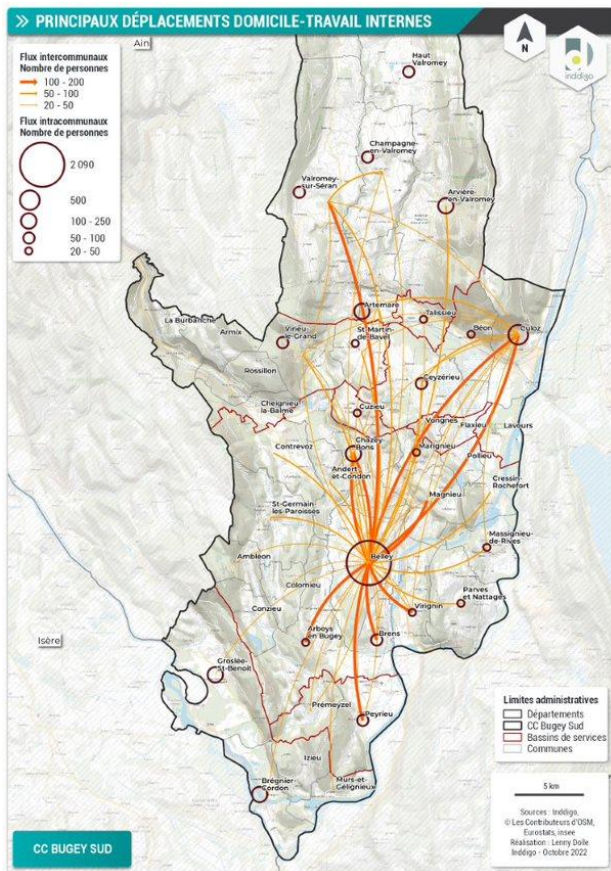 >> PRINCIPAUX DÉPLACEMENTS DOMICILE-TRAVAIL INTERNES
N
inddigo
Ain
Flux intercommunaux
Nombre de personnes
100 - 200
50 - 100
20 - 50
Flux intracommunaux
Nombre de personnes
2 090
500
100 - 250
50 - 100
20 - 50
Haut
Valromey
Champagne-
en-Valromey
Valromey-
sur-Séran
Arvière-
en-Valromey
Artemare
Talissieu
La Burbanche
Armix
Virieu-
le-Grand
St-Martin-
de-Bavel
Béon
Culoz
Rossillon
Ceyzérieu
Cheignieu-
la-Balme
Cuzieu
Vongnes
Flaxieu
Lavours
Contrevoz
Chazey-
Bons
Marignieu
Pollieu
Andert-
et-Condon
Cressin-
Rochefort
Magnieu
St-Germain-
les-Paroisses
Massignieu-
de-Rives
Ambléon
Belley
Colomieu
Parves
et Nattages
Conzieu
Virignin
Isère
Arboys
en Bugey
Brens
Groslée-
St-Benoit
Prémeyzel
Peyrieu
Izieu
Brégnier-
Cordon
Murs-et-
Gélignieux
Limites administratives
Départements
CC Bugey Sud
Bassins de services
Communes
5 km
Sources : Inddigo,
© Les Contributeurs d'OSM,
Eurostats, insee
Réalisation : Lenny Dolle
Inddigo - Octobre 2022
CC BUGEY SUD